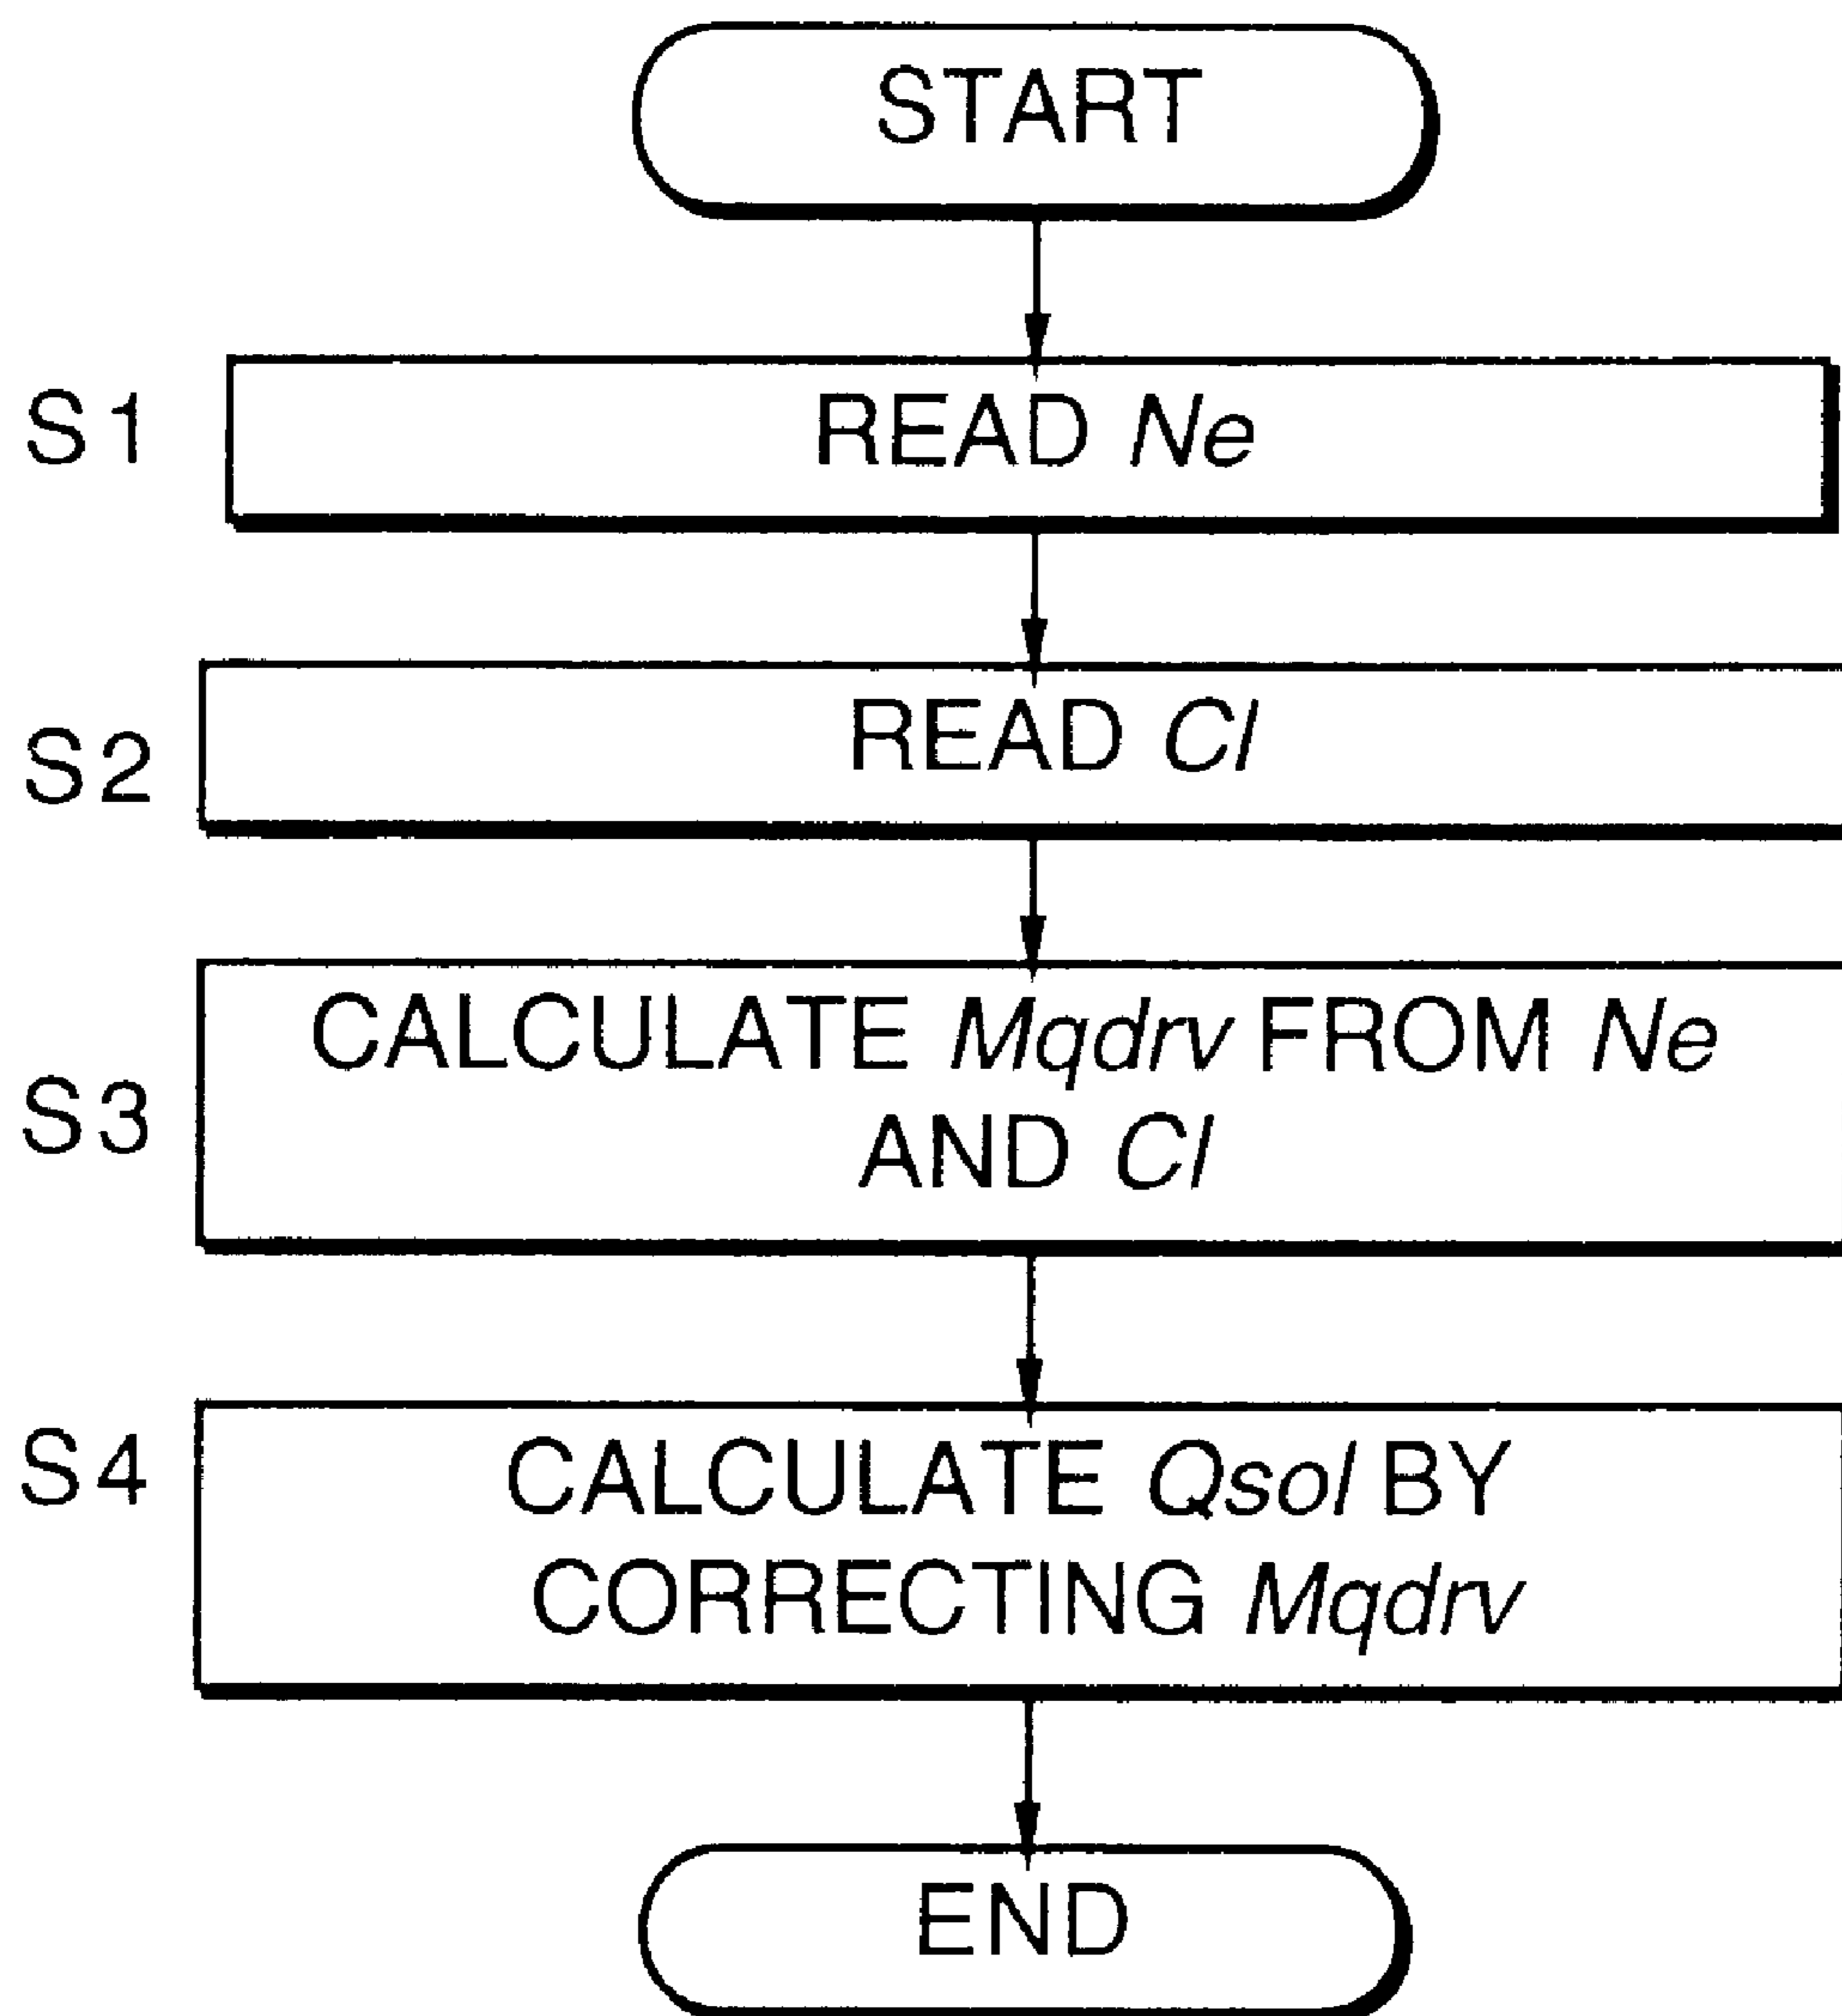 START
S1
READ Ne
S2
READ Cl
S3
CALCULATE Mqdrv FROM Ne
AND Cl
S4
CALCULATE Qsol BY
CORRECTING Mqdrv
END